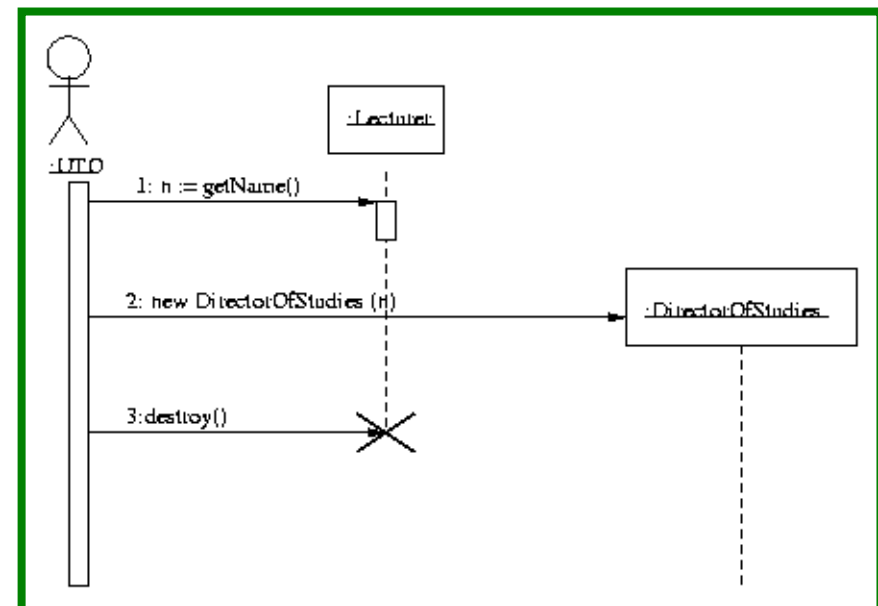 :Lecturer
:UTO
1: n := getName()
2: new DirectorOfStudies (n)
:DirectorOfStudies
3:destroy()